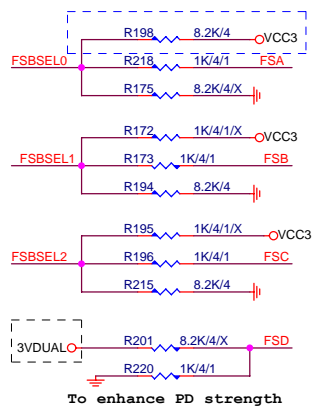 R198 8.2K/4 VCC3
FSBSEL0 R218 1K/4/1 FSA
R175 8.2K/4/X
R172 1K/4/1/X VCC3
FSBSEL1 R173 1K/4/1 FSB
R194 8.2K/4
R195 1K/4/1/X VCC3
FSBSEL2 R196 1K/4/1 FSC
R215 8.2K/4
3VDUAL R201 8.2K/4/X FSD
R220 1K/4/1
To enhance PD strength